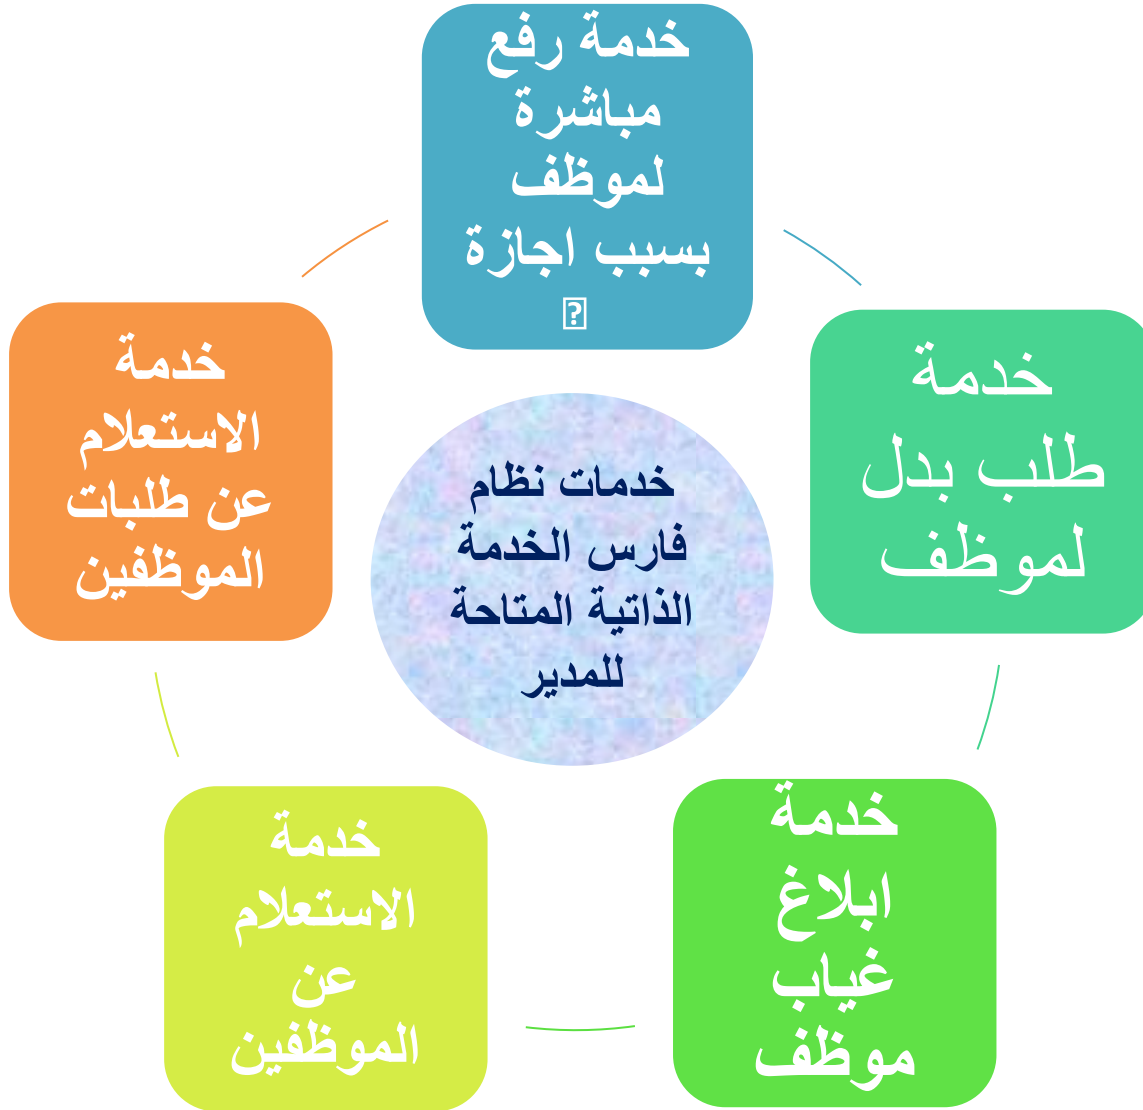 خدمة رفع
مباشرة
لموظف
بسبب اجازة
خدمة
طلب بدل
لموظف
خدمة
ابلاغ
غياب
موظف
خدمة
الاستعلام
عن
الموظفين
خدمة
الاستعلام
عن طلبات
الموظفين
خدمات نظام
فارس الخدمة
الذاتية المتاحة
للمدير